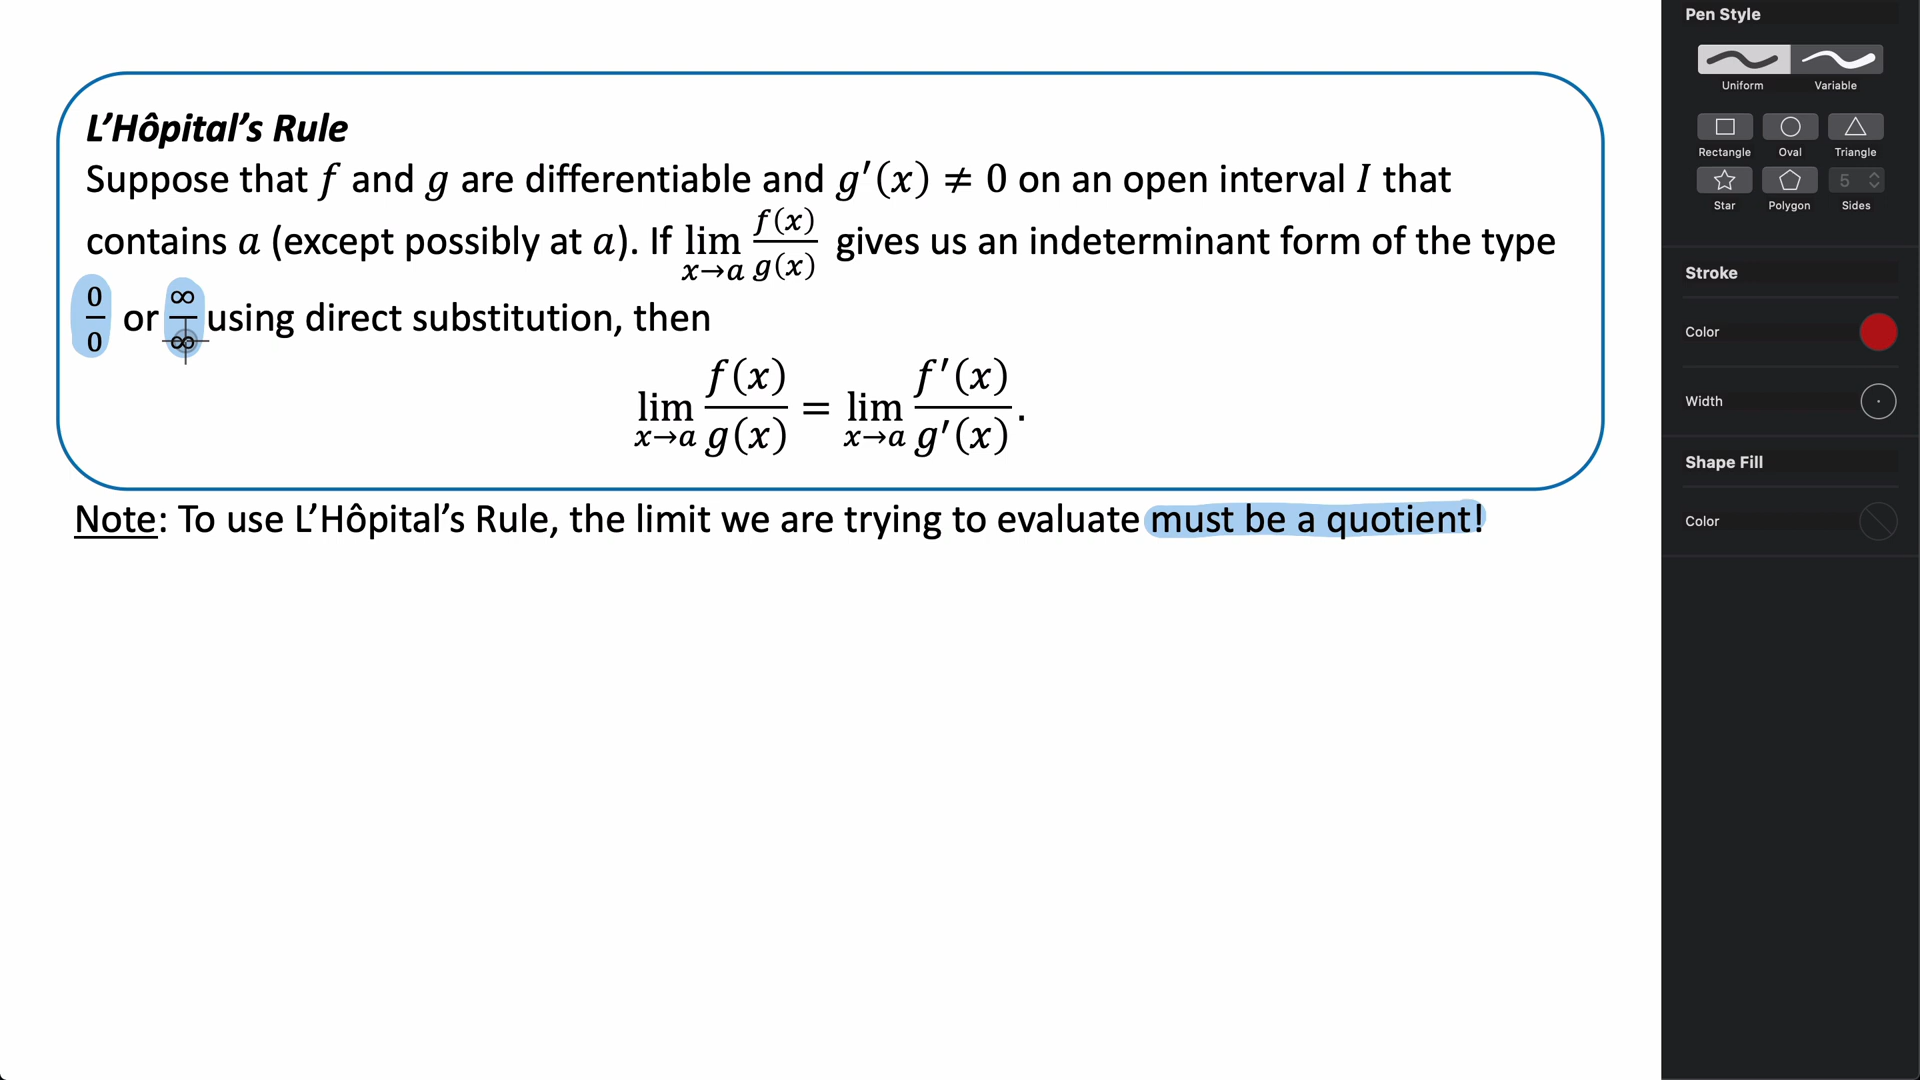 L’Hôpital’s Rule
Suppose that f and g are differentiable and g′(x) ≠ 0 on an open interval I that
contains a (except possibly at a). If lim x→a f(x)/g(x) gives us an indeterminant form of the type
0/0 or ∞/∞ using direct substitution, then
lim x→a f(x)/g(x) = lim x→a f′(x)/g′(x).
Note: To use L’Hôpital’s Rule, the limit we are trying to evaluate must be a quotient!
Pen Style
Uniform Variable
Rectangle Oval Triangle
5
Star Polygon Sides
Stroke
Color
Width
Shape Fill
Color